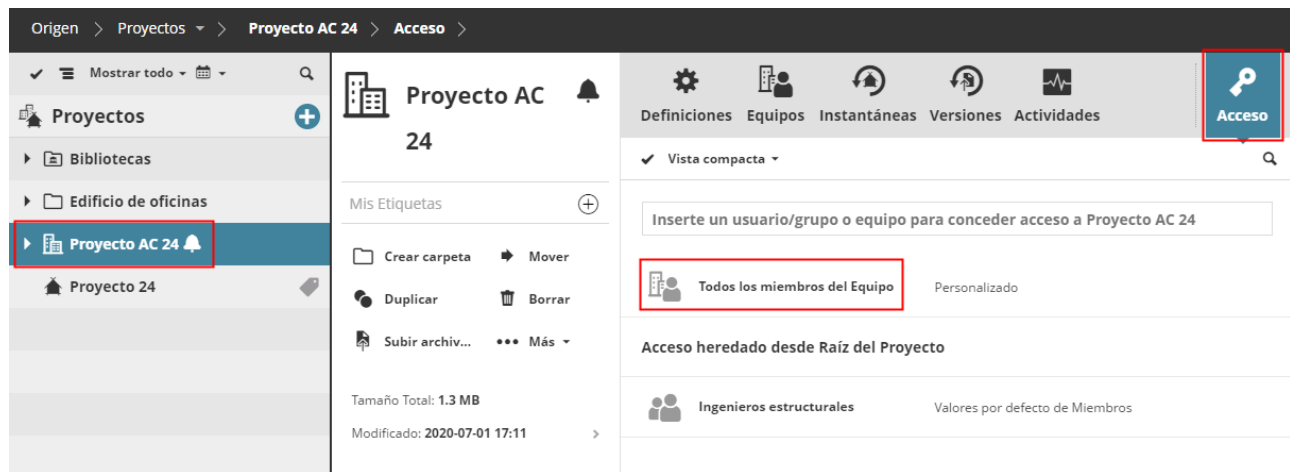 Origen > Proyectos > Proyecto AC 24 > Acceso >
Mostrar todo
Proyectos
Bibliotecas
Edificio de oficinas
Proyecto AC 24
Proyecto 24
Proyecto AC
24
Mis Etiquetas
Crear carpeta Mover
Duplicar Borrar
Subir archiv... Más
Tamaño Total: 1.3 MB
Modificado: 2020-07-01 17:11
Definiciones Equipos Instantáneas Versiones Actividades Acceso
Vista compacta
Inserte un usuario/grupo o equipo para conceder acceso a Proyecto AC 24
Todos los miembros del Equipo Personalizado
Acceso heredado desde Raíz del Proyecto
Ingenieros estructurales Valores por defecto de Miembros